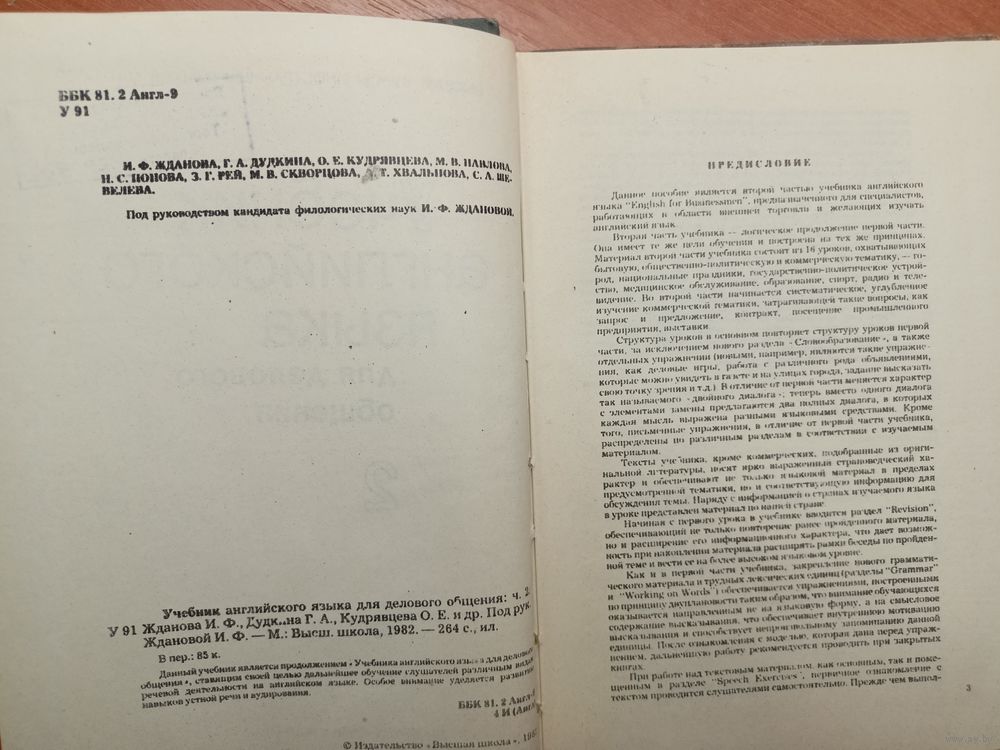 ББК 81. 2 Англ-9
У 91
И. Ф. ЖДАНОВА, Г. А. ДУДКИНА, О. Е. КУДРЯВЦЕВА, М. В. ПАВЛОВА,
Н. С. ПОПОВА, З. Г. РЕЙ, М. В. СКВОРЦОВА, Т. ХВАЛЬНОВА, С. А. ШЕ-
ВЕЛЕВА.
Под руководством кандидата филологических наук И. Ф. ЖДАНОВОЙ.
Учебник английского языка для делового общения: ч. 2.
У 91 Жданова И. Ф., Дудкина Г. А., Кудрявцева О. Е. и др. Под рук.
Ждановой И. Ф. — М.: Высш. школа, 1982. — 264 с., ил.
В пер.: 85 к.
Данный учебник является продолжением «Учебника английского языка для делового
общения», ставящим своей целью дальнейшее обучение слушателей различным видам
речевой деятельности на английском языке. Особое внимание уделяется развитию
навыков устной речи и аудирования.
ББК 81. 2 Англ-9
4 И (Англ)
© Издательство «Высшая школа»,
ПРЕДИСЛОВИЕ
Данное пособие является второй частью учебника английского
языка "English for Businessmen", предназначенного для специалистов,
работающих в области внешней торговли и желающих изучать
английский язык.
Вторая часть учебника — логическое продолжение первой части.
Она имеет те же цели обучения и построена на тех же принципах.
Материал второй части учебника состоит из 16 уроков, охватывающих
бытовую, общественно-политическую и коммерческую тематику, — го-
род, национальные праздники, государственно-политическое устрой-
ство, медицинское обслуживание, образование, спорт, радио и теле-
видение. Во второй части начинается систематическое, углубленное
изучение коммерческой тематики, затрагивающей такие вопросы, как
запрос и предложение, контракт, посещение промышленного
предприятия, выставки.
Структура уроков в основном повторяет структуру уроков первой
части, за исключением нового раздела «Словообразование», а также
отдельных упражнений (новыми, например, являются такие упражне-
ния, как деловые игры, работа с различного рода объявлениями,
которые можно увидеть в газете и на улицах города, задание высказать
свою точку зрения и т.д.) В отличие от первой части меняется характер
так называемого «двойного диалога»: теперь вместо одного диалога
с элементами замены предлагаются два полных диалога, в которых
каждая мысль выражена разными языковыми средствами. Кроме
того, письменные упражнения, в отличие от первой части учебника,
распределены по различным разделам в соответствии с изучаемым
материалом.
Тексты учебника, кроме коммерческих, подобранные из ориги-
нальной литературы, носят ярко выраженный страноведческий ха-
рактер и обеспечивают не только языковой материал в пределах
предусмотренной тематики, но и соответствующую информацию для
обсуждения темы. Наряду с информацией о странах изучаемого языка
в уроке представлен материал по нашей стране.
Начиная с первого урока в учебнике вводится раздел "Revision",
обеспечивающий не только повторение ранее пройденного материала,
но и расширение его информационного характера, что дает возмож-
ность при накоплении материала расширять рамки беседы по пройден-
ной теме и вести ее на более высоком языковом уровне.
Как и в первой части учебника, закрепление нового граммати-
ческого материала и трудных лексических единиц (разделы "Grammar"
и "Working on Words") обеспечивается упражнениями, построенными
по принципу двуплановости таким образом, что внимание обучающихся
оказывается направленным не на языковую форму, а на смысловое
содержание высказывания, что обеспечивает внутреннюю мотивацию
высказывания и способствует непроизвольному запоминанию данной
единицы. После ознакомления с моделью, которая дана перед упраж-
нением, дальнейшую работу рекомендуется проводить при закрытых
книгах.
При работе над текстовым материалом, как основным, так и поме-
щенным в разделе "Speech Exercises", первичное ознакомление с
текстом проводится слушателями самостоятельно. Прежде чем выпол-
3